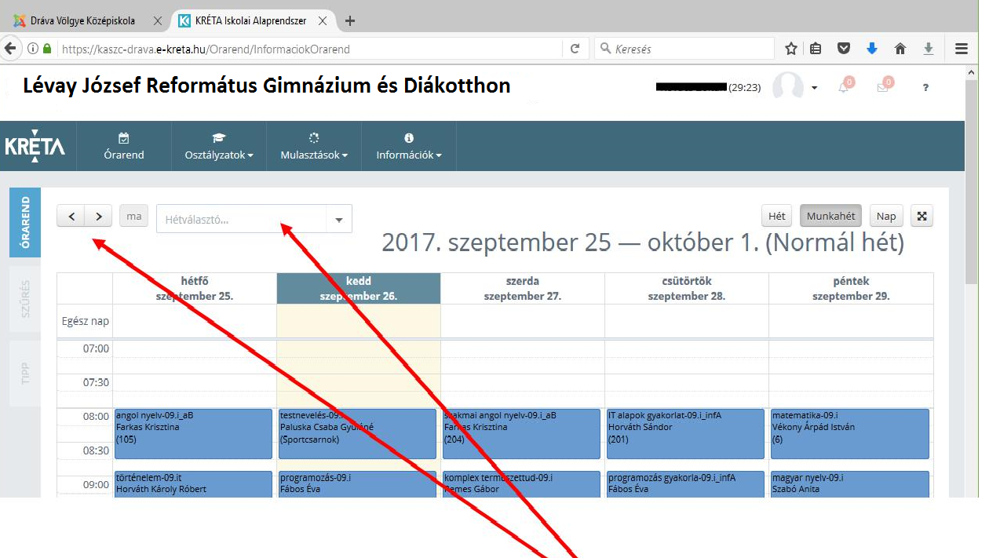 Dráva Völgye Középiskola
KRÉTA Iskolai Alaprendszer
https://kaszc-drava.e-kreta.hu/Orarend/InformaciokOrarend
Keresés
Lévay József Református Gimnázium és Diákotthon
(29:23)
0
0
?
KRÉTA
Órarend
Osztályzatok
Mulasztások
Információk
ÓRAREND
SZŰRÉS
TIPP
ma
Hétválasztó...
Hét
Munkahét
Nap
2017. szeptember 25 — október 1. (Normál hét)
hétfő
szeptember 25.
kedd
szeptember 26.
szerda
szeptember 27.
csütörtök
szeptember 28.
péntek
szeptember 29.
Egész nap
07:00
07:30
08:00
08:30
09:00
angol nyelv-09.i_aB
Farkas Krisztina
(105)
testnevelés-09.i
Paluska Csaba Gyuláné
(Sportcsarnok)
szakmai angol nyelv-09.i_aB
Farkas Krisztina
(204)
IT alapok gyakorlat-09.i_infA
Horváth Sándor
(201)
matematika-09.i
Vékony Árpád István
(6)
történelem-09.it
Horváth Károly Róbert
programozás-09.i
Fábos Éva
komplex természettud-09.i
Gábor
programozás gyakorla-09.i_infA
Fábos Éva
magyar nyelv-09.i
Szabó Anita